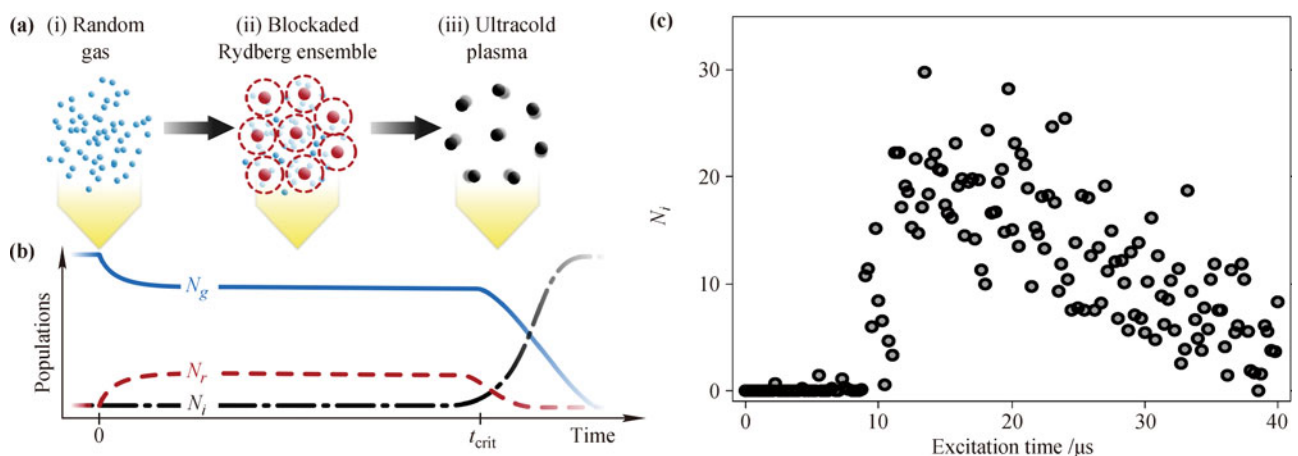 (a) (i) Random gas
(ii) Blockaded Rydberg ensemble
(iii) Ultracold plasma
(b)
Populations
N_g
N_r
N_i
0
t_crit
Time
(c)
N_i
30
20
10
0
0
10
20
30
40
Excitation time /μs